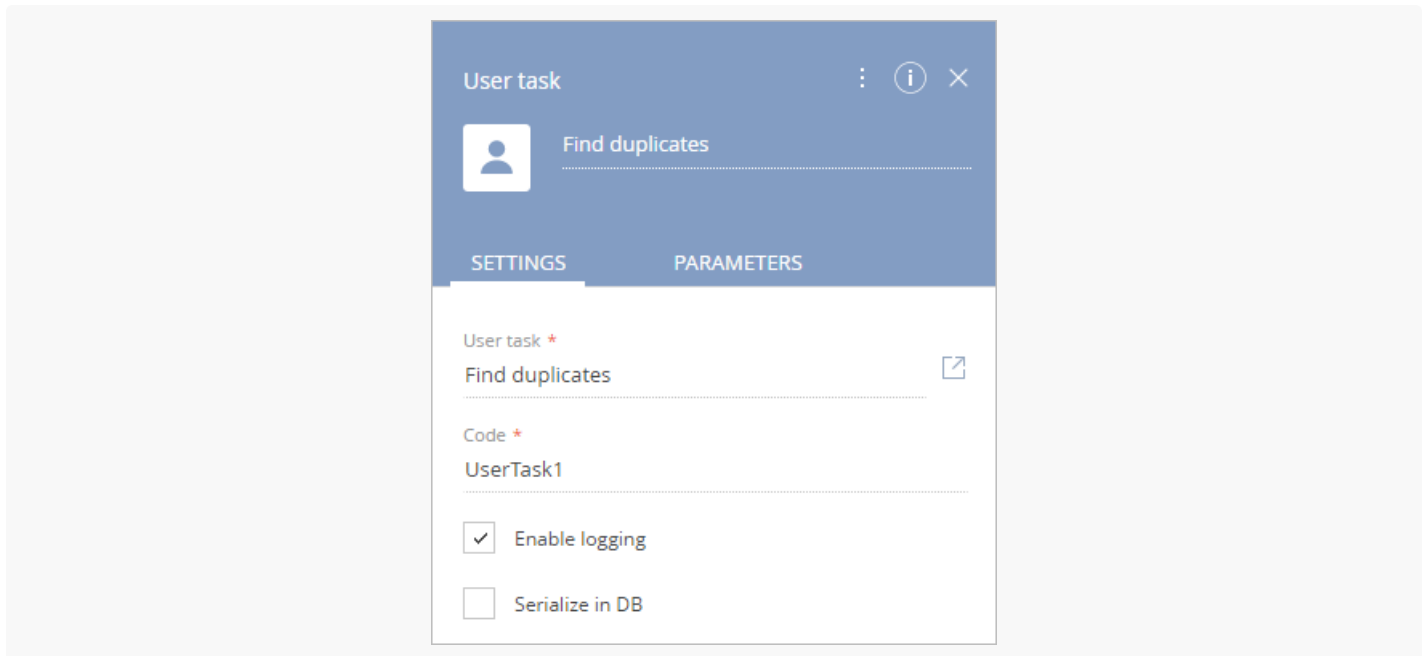 User task
Find duplicates
SETTINGS PARAMETERS
User task *
Find duplicates
Code *
UserTask1
Enable logging
Serialize in DB